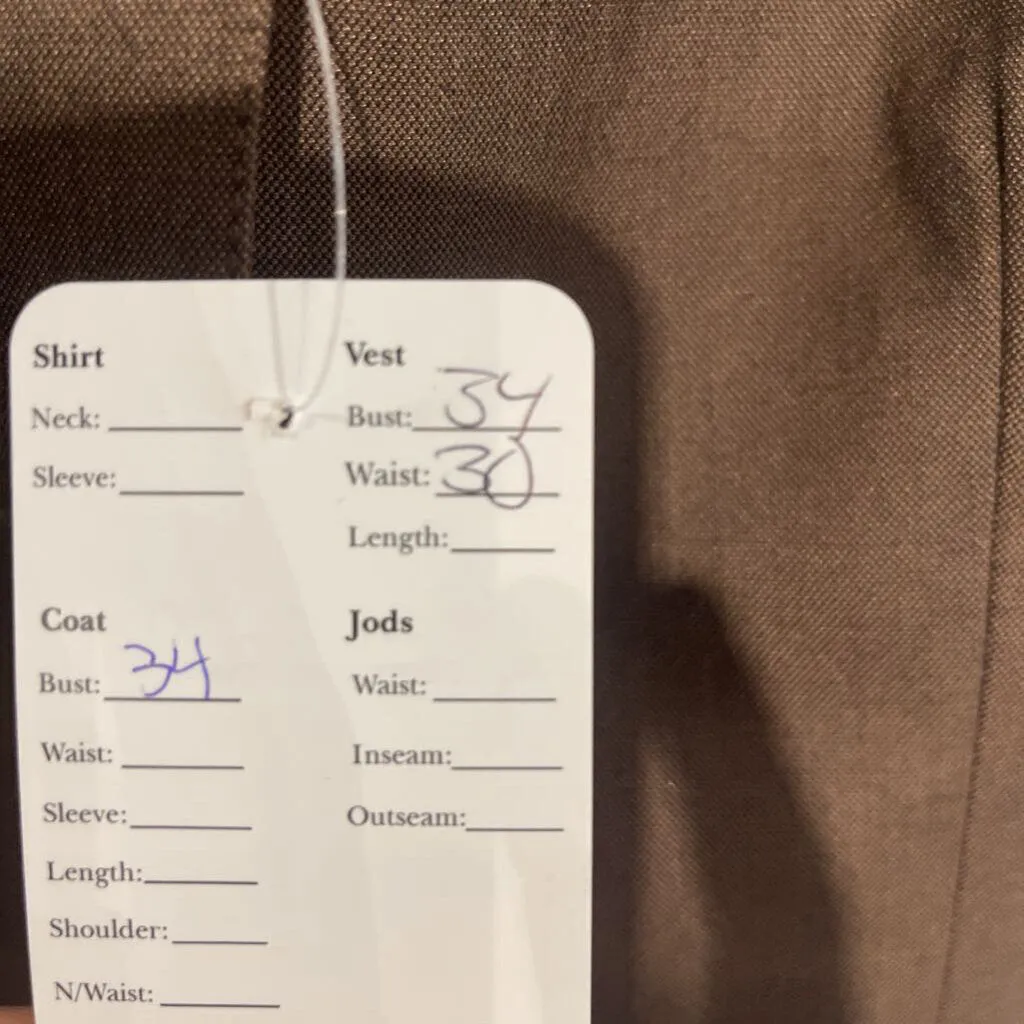 Shirt
Neck:
Sleeve:
Vest
Bust: 34
Waist: 30
Length:
Coat
Bust: 34
Waist:
Sleeve:
Length:
Shoulder:
N/Waist:
Jods
Waist:
Inseam:
Outseam: